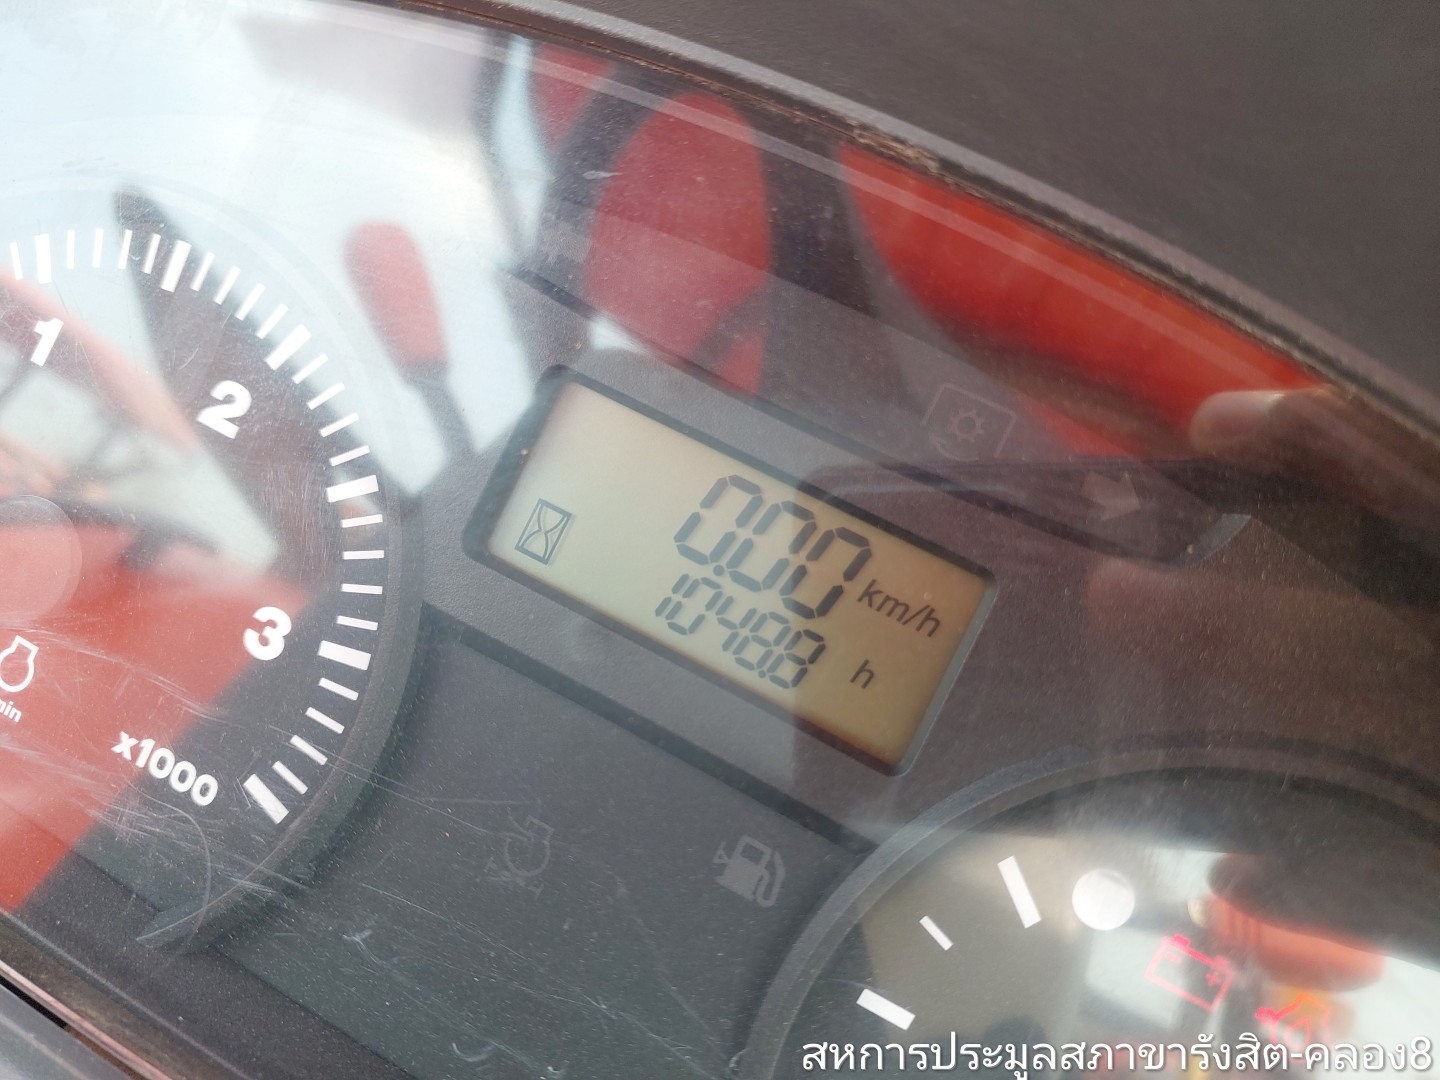 1
2
3
min
x1000
0.00 km/h
1048.8 h
สหการประมูลสาขารังสิต-คลอง8